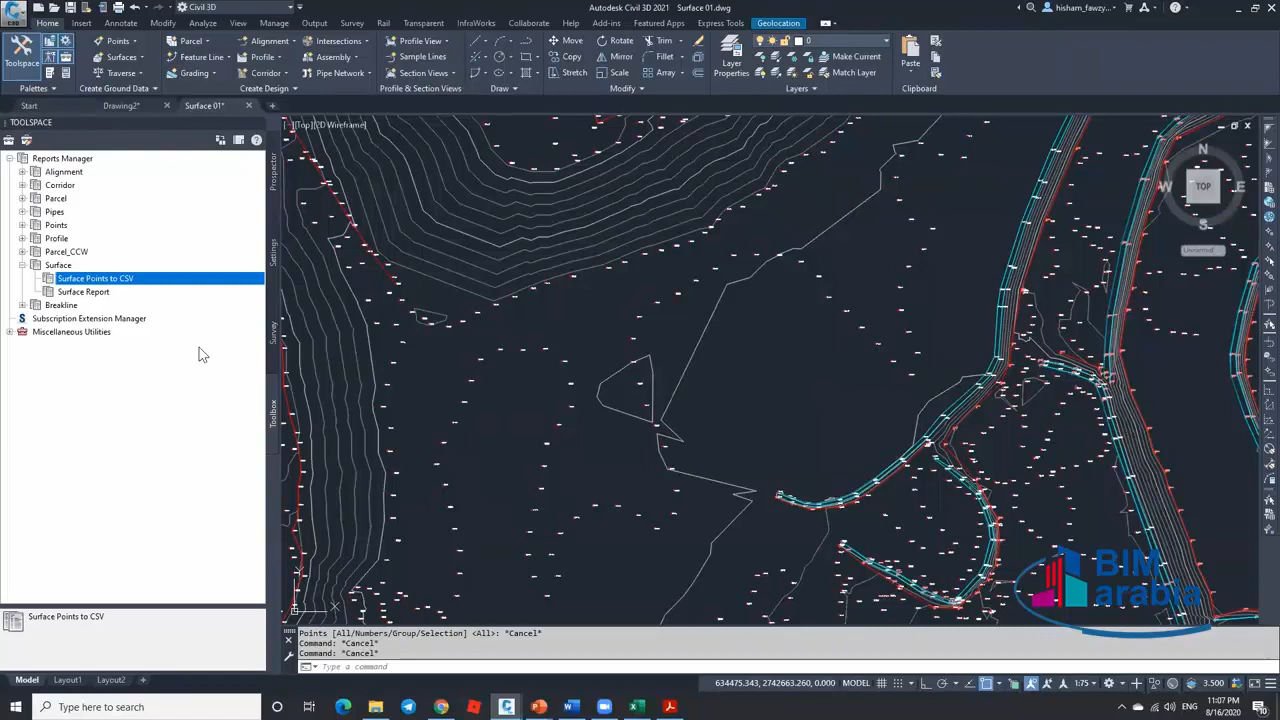 C3D
Civil 3D
Autodesk Civil 3D 2021 Surface 01.dwg
hisham_fawzy...
Home Insert Annotate Modify Analyze View Manage Output Survey Rail Transparent InfraWorks Collaborate Help Add-ins Featured Apps Express Tools Geolocation
Toolspace
Points
Surfaces
Traverse
Parcel
Feature Line
Grading
Alignment
Profile
Corridor
Intersections
Assembly
Pipe Network
Profile View
Sample Lines
Section Views
Move
Copy
Stretch
Rotate
Mirror
Scale
Trim
Fillet
Array
Layer
Properties
0
Make Current
Match Layer
Paste
Palettes Create Ground Data Create Design Profile & Section Views Draw Modify Layers Clipboard
Start Drawing2* Surface 01*
TOOLSPACE
[-][Top][2D Wireframe]
Reports Manager
Alignment
Corridor
Parcel
Pipes
Points
Profile
Parcel_CCW
Surface
Surface Points to CSV
Surface Report
Breakline
Subscription Extension Manager
Miscellaneous Utilities
Prospector
Settings
Survey
Toolbox
N
W TOP E
S
Unnamed
BIM
arabia
Surface Points to CSV
Points [All/Numbers/Group/Selection] <All>: *Cancel*
Command: *Cancel*
Command: *Cancel*
Type a command
Model Layout1 Layout2
634475.343, 2742663.260, 0.000 MODEL
1:75
3.500
Type here to search
ENG
11:07 PM
8/16/2020